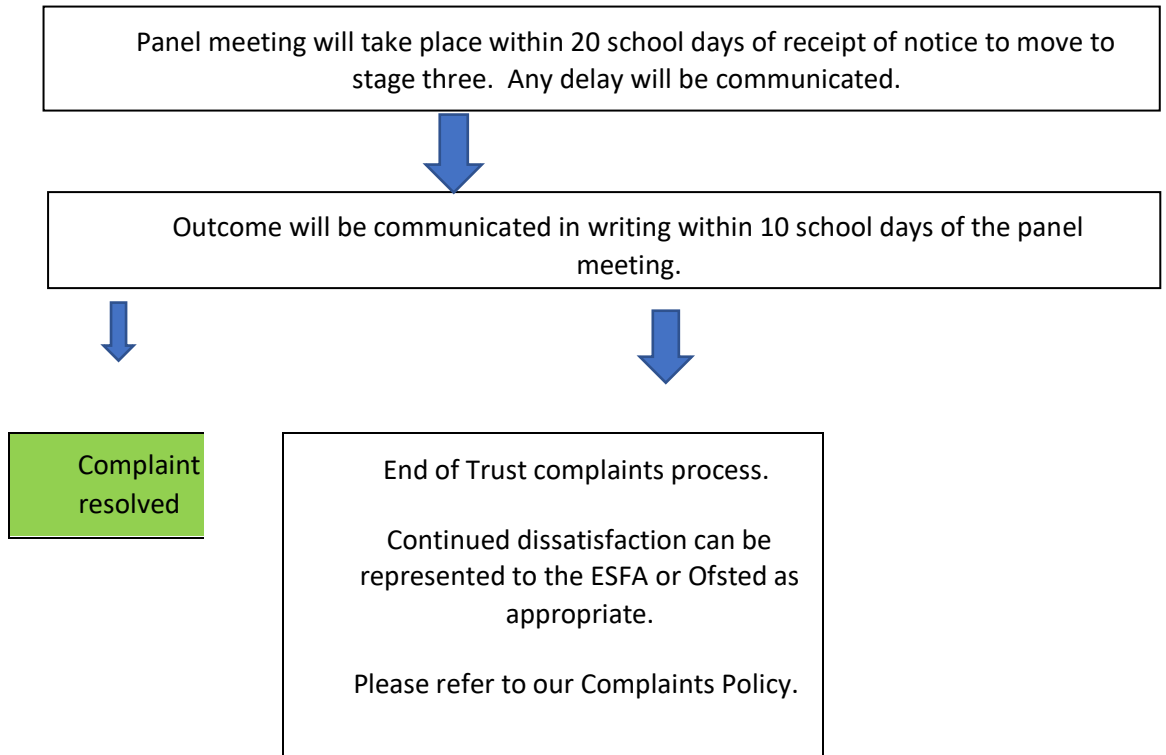 Panel meeting will take place within 20 school days of receipt of notice to move to
stage three.  Any delay will be communicated.
Outcome will be communicated in writing within 10 school days of the panel
meeting.
Complaint
resolved
End of Trust complaints process.
Continued dissatisfaction can be
represented to the ESFA or Ofsted as
appropriate.
Please refer to our Complaints Policy.